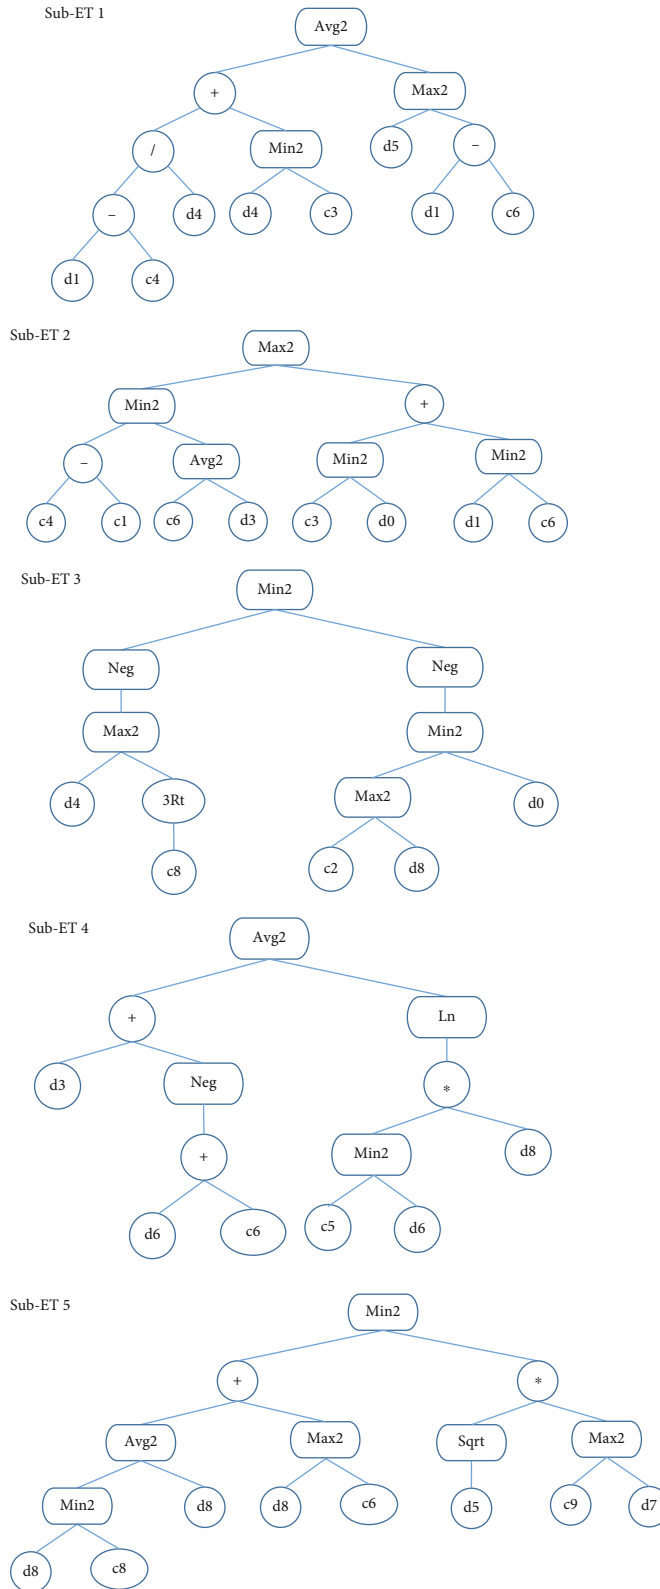 Sub-ET 1
Avg2
+ Max2
/ Min2 d5 −
− d4 d4 c3 d1 c6
d1 c4
Sub-ET 2
Max2
Min2 +
− Avg2 Min2 Min2
c4 c1 c6 d3 c3 d0 d1 c6
Sub-ET 3
Min2
Neg Neg
Max2 Min2
d4 3Rt Max2 d0
c8 c2 d8
Sub-ET 4
Avg2
+ Ln
d3 Neg *
+ Min2 d8
d6 c6 c5 d6
Sub-ET 5
Min2
+ *
Avg2 Max2 Sqrt Max2
Min2 d8 d8 c6 d5 c9 d7
d8 c8